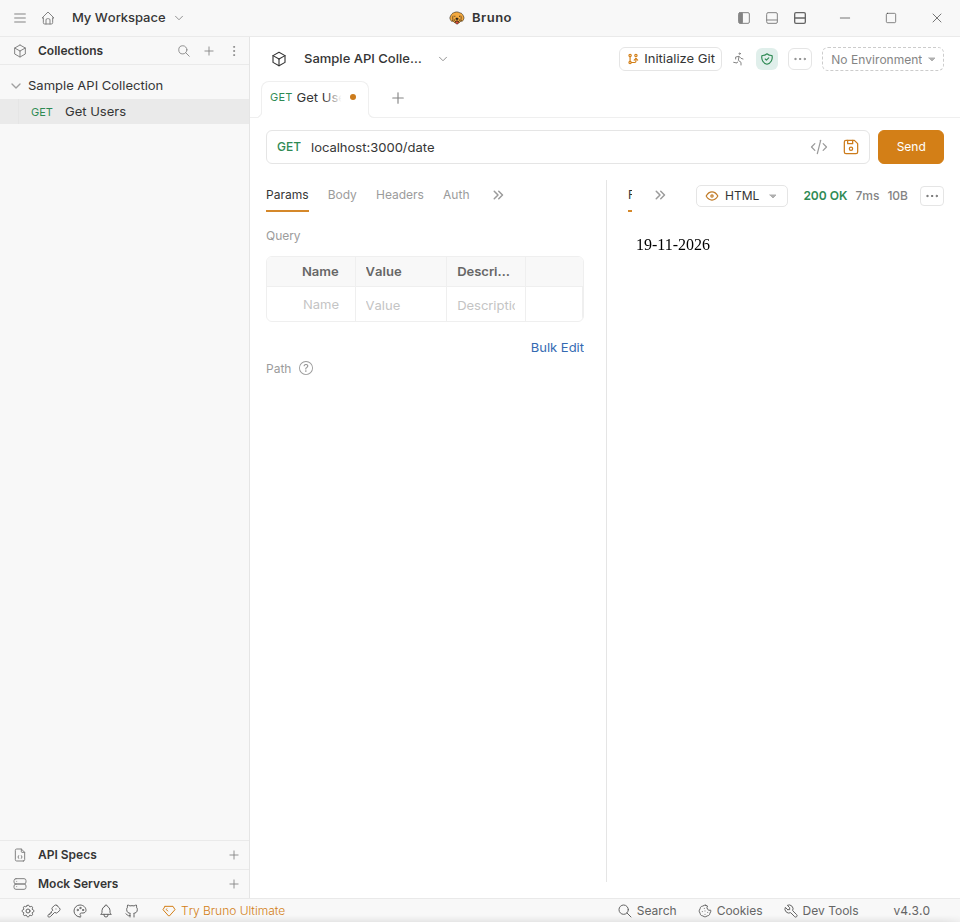 My Workspace
Bruno
Collections
Sample API Collection
GET Get Users
API Specs
Mock Servers
Sample API Colle...
Initialize Git
No Environment
GET Get Us
GET localhost:3000/date
Send
Params Body Headers Auth
Query
Name Value Descri...
Name Value Descriptic
Bulk Edit
Path ?
HTML 200 OK 7ms 10B
19-11-2026
Try Bruno Ultimate
Search Cookies Dev Tools v4.3.0